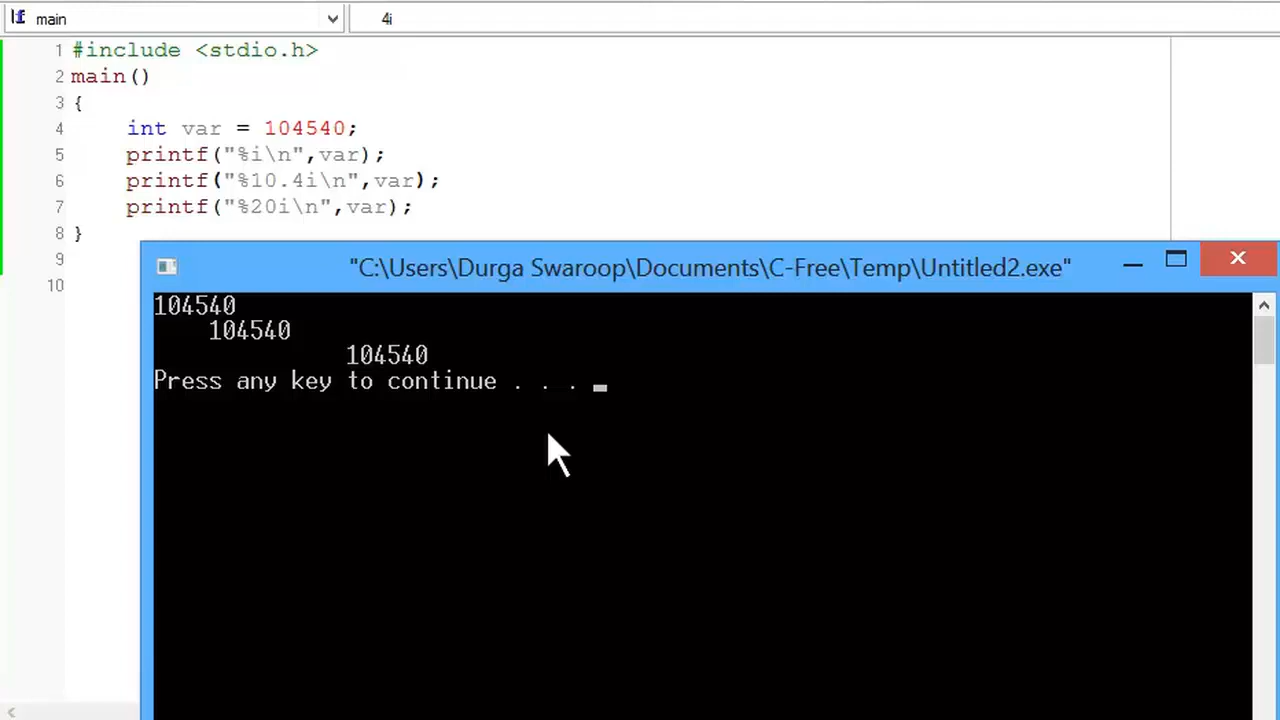 main 4i
1 #include <stdio.h>
2 main()
3 {
4 int var = 104540;
5 printf("%i\n",var);
6 printf("%10.4i\n",var);
7 printf("%20i\n",var);
8 }
9
10
"C:\Users\Durga Swaroop\Documents\C-Free\Temp\Untitled2.exe"
104540
104540
104540
Press any key to continue . . .